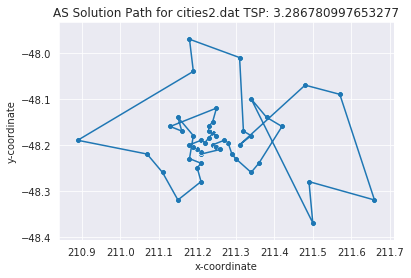 AS Solution Path for cities2.dat TSP: 3.286780997653277
−48.0
−48.1
−48.2
−48.3
−48.4
y-coordinate
210.9 211.0 211.1 211.2 211.3 211.4 211.5 211.6 211.7
x-coordinate